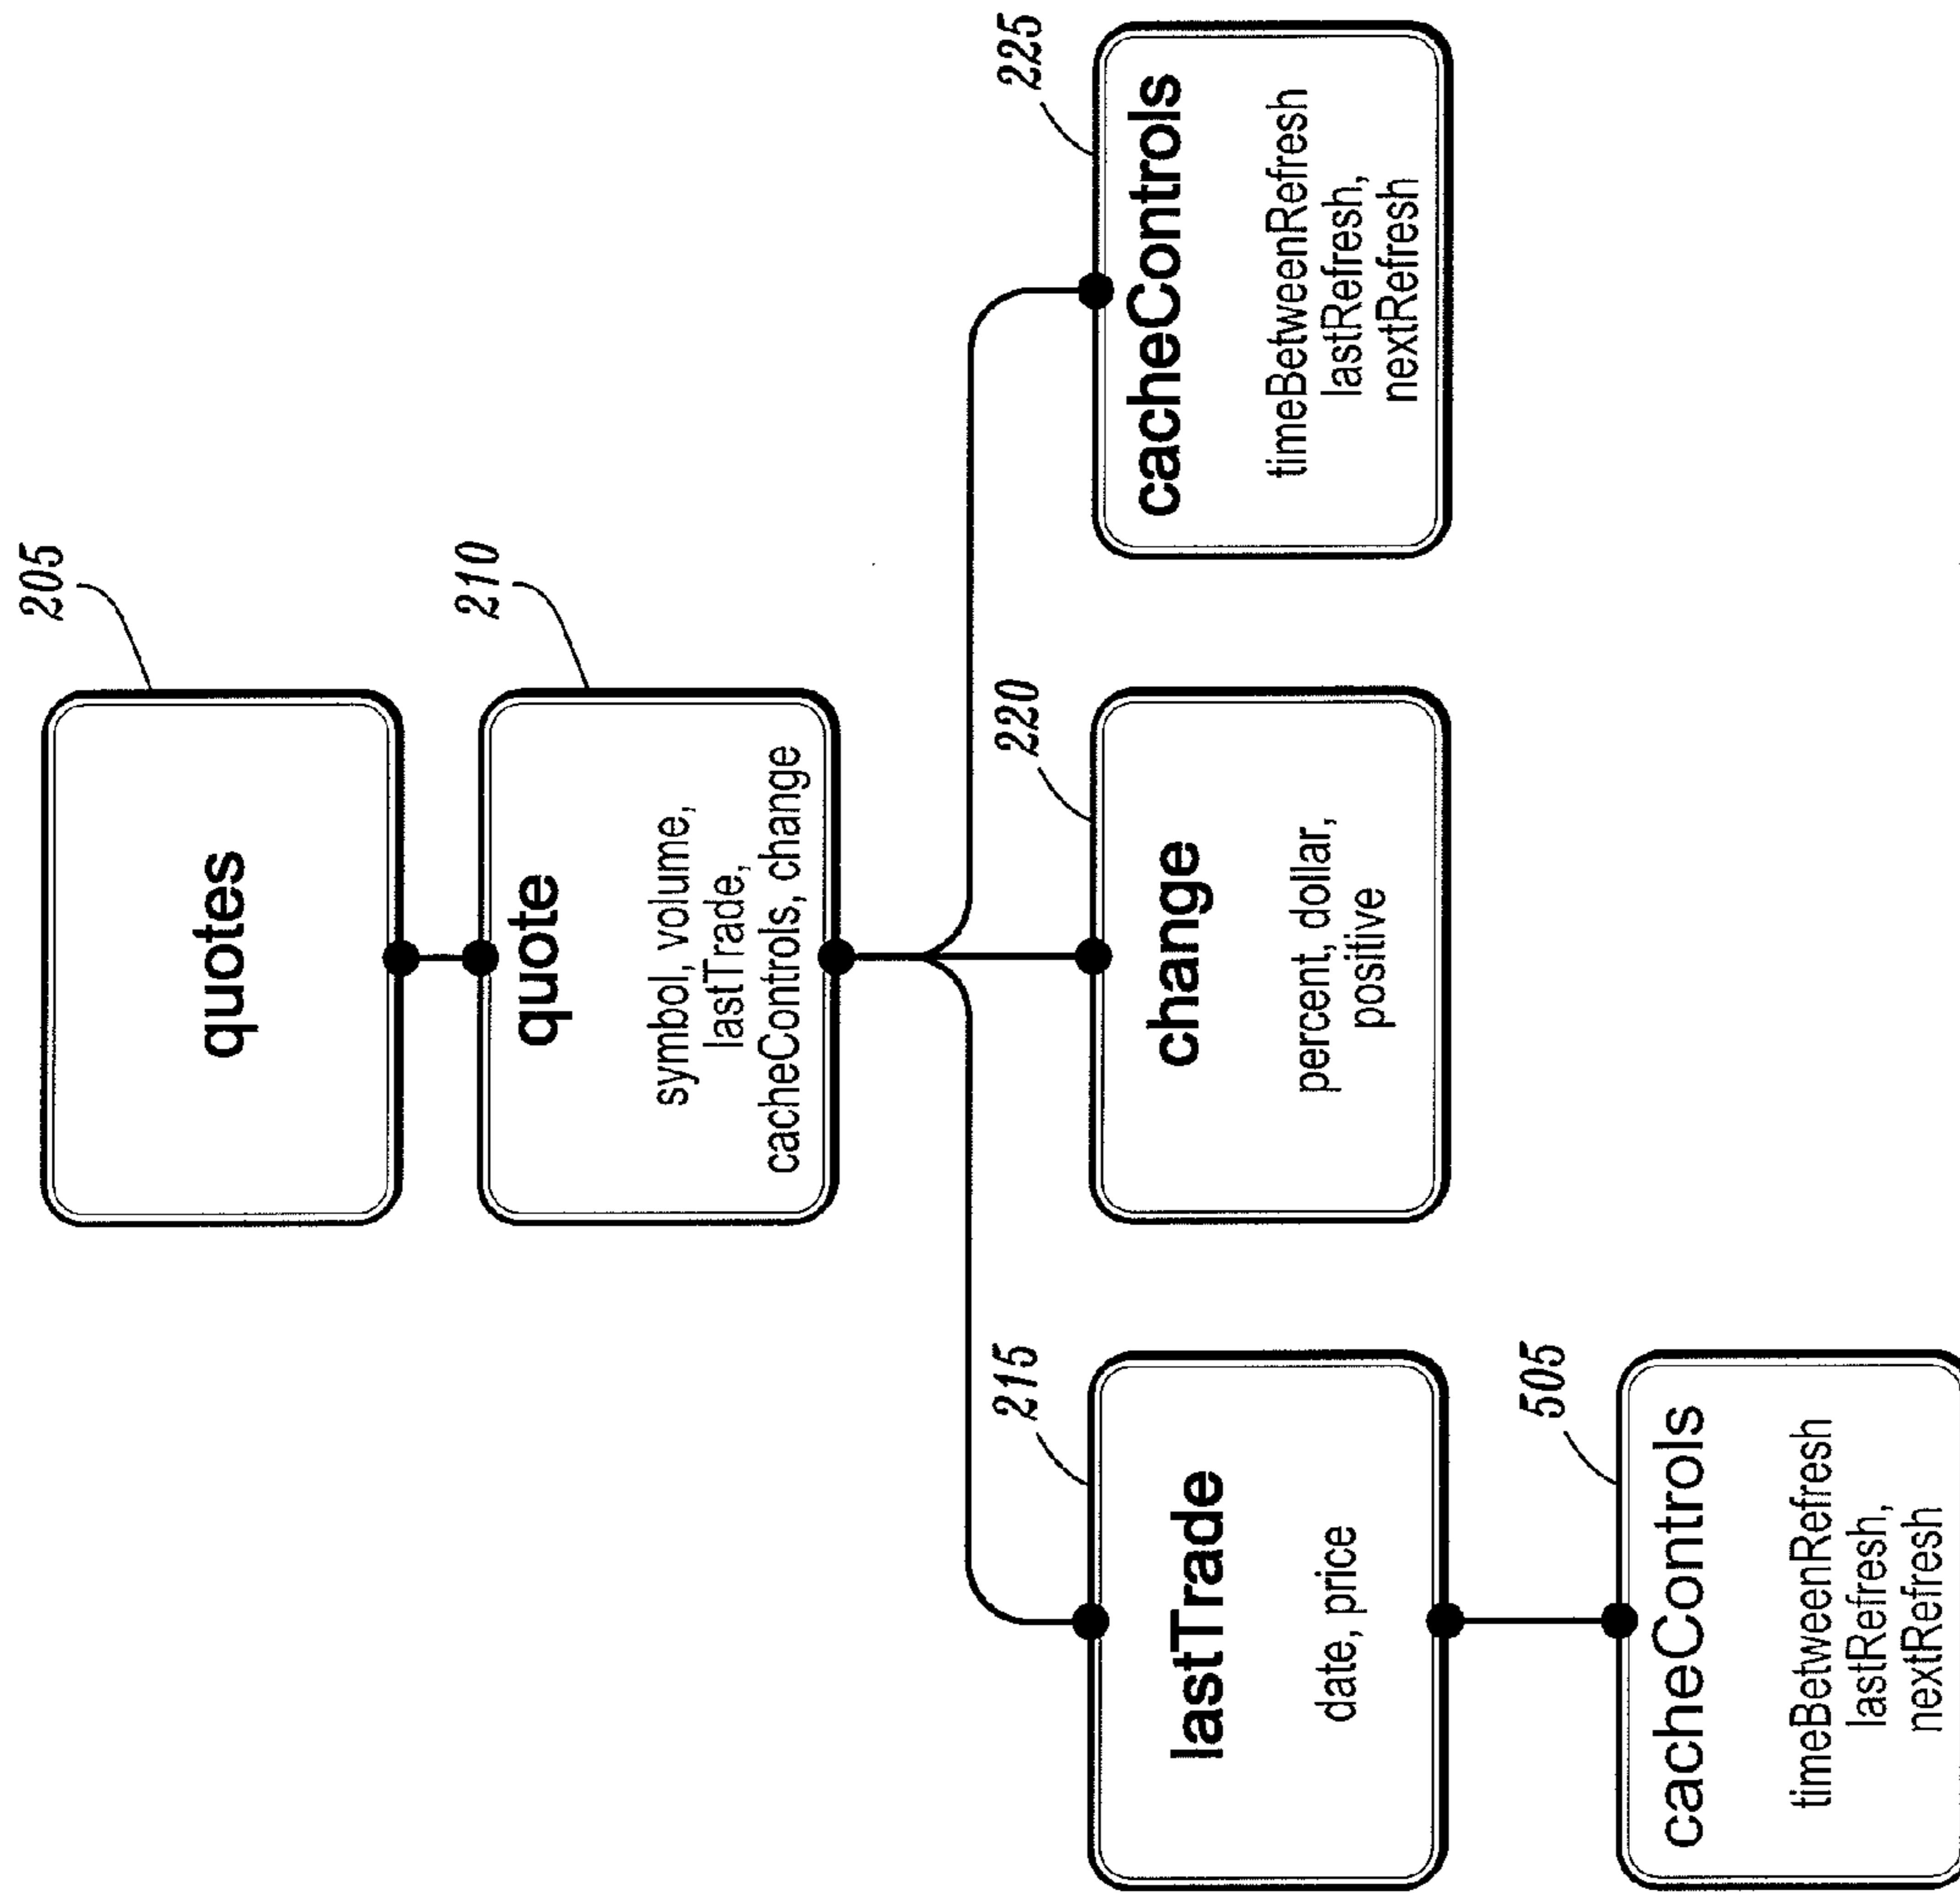 205
quotes
210
quote
symbol, volume,
lastTrade,
cacheControls, change
215
lastTrade
date, price
220
change
percent, dollar,
positive
225
cacheControls
timeBetweenRefresh
lastRefresh,
nextRefresh
505
cacheControls
timeBetweenRefresh
lastRefresh,
nextRefresh